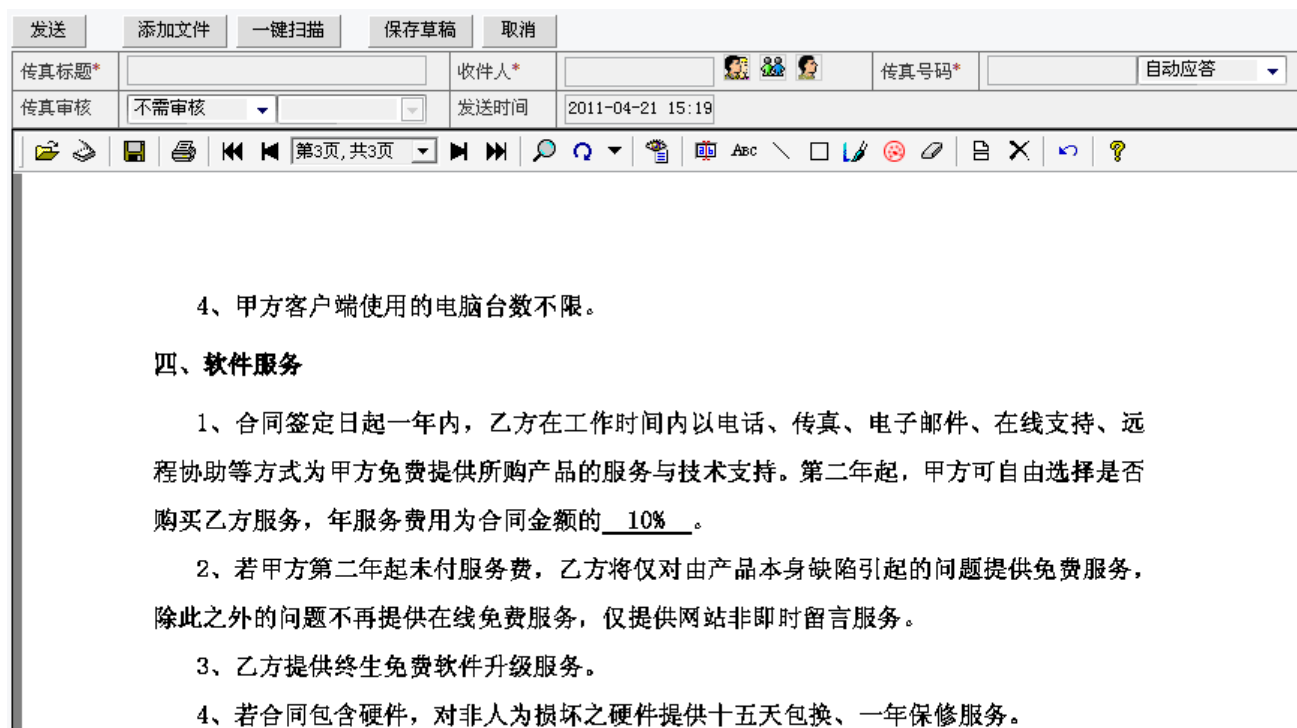 发送 添加文件 一键扫描 保存草稿 取消
传真标题* 收件人* 传真号码* 自动应答
传真审核 不需审核 发送时间 2011-04-21 15:19
第3页,共3页 ABC
4、甲方客户端使用的电脑台数不限。
四、软件服务
1、合同签定日起一年内，乙方在工作时间内以电话、传真、电子邮件、在线支持、远
程协助等方式为甲方免费提供所购产品的服务与技术支持。第二年起，甲方可自由选择是否
购买乙方服务，年服务费用为合同金额的 10% 。
2、若甲方第二年起未付服务费，乙方将仅对由产品本身缺陷引起的问题提供免费服务，
除此之外的问题不再提供在线免费服务，仅提供网站非即时留言服务。
3、乙方提供终生免费软件升级服务。
4、若合同包含硬件，对非人为损坏之硬件提供十五天包换、一年保修服务。